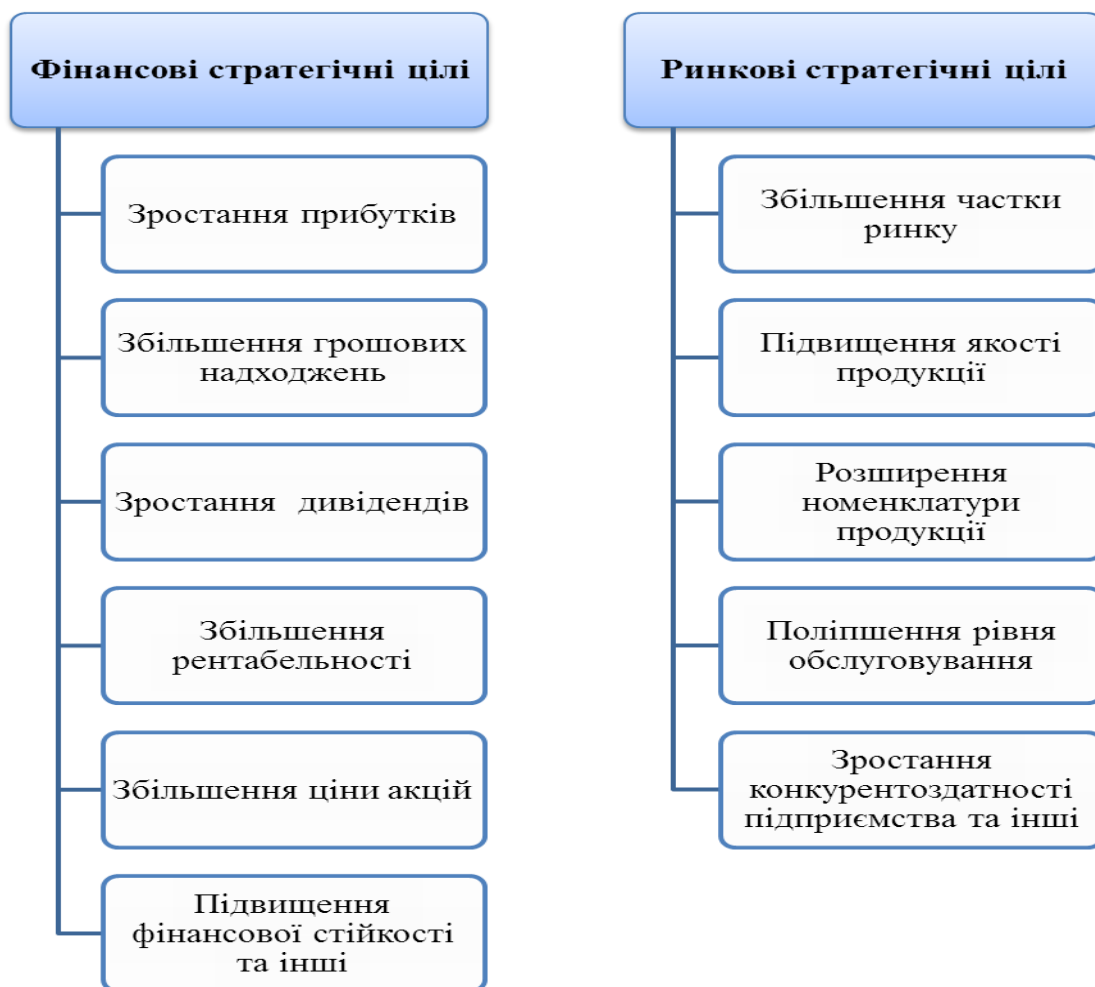 Фінансові стратегічні цілі
Зростання прибутків
Збільшення грошових
надходжень
Зростання дивідендів
Збільшення
рентабельності
Збільшення ціни акцій
Підвищення
фінансової стійкості
та інші
Ринкові стратегічні цілі
Збільшення частки
ринку
Підвищення якості
продукції
Розширення
номенклатури
продукції
Поліпшення рівня
обслуговування
Зростання
конкурентоздатності
підприємства та інші